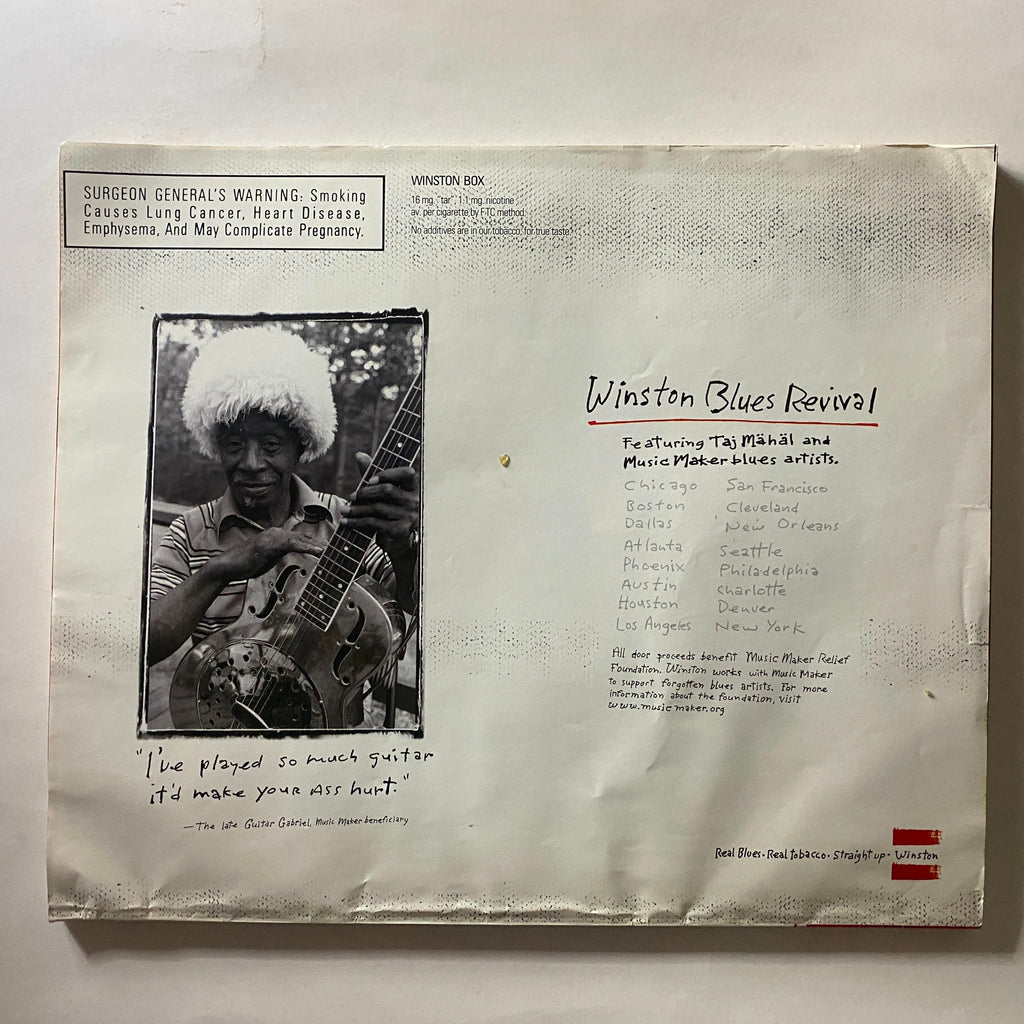 SURGEON GENERAL'S WARNING: Smoking
Causes Lung Cancer, Heart Disease,
Emphysema, And May Complicate Pregnancy.
WINSTON BOX
16 mg. "tar", 1.1 mg. nicotine
av. per cigarette by FTC method.
No additives are in our tobacco, for true taste.
"I've played so much guitar
it'd make your Ass hurt."
—The late Guitar Gabriel, Music Maker beneficiary
Winston Blues Revival
Featuring Taj Mähäl and
Music Maker blues artists.
Chicago San Francisco
Boston Cleveland
Dallas New Orleans
Atlanta Seattle
Phoenix Philadelphia
Austin Charlotte
Houston Denver
Los Angeles New York
All door proceeds benefit Music Maker Relief
Foundation. Winston works with Music Maker
to support forgotten blues artists. For more
information about the foundation, visit
www.musicmaker.org
Real Blues · Real tobacco · Straight up · Winston